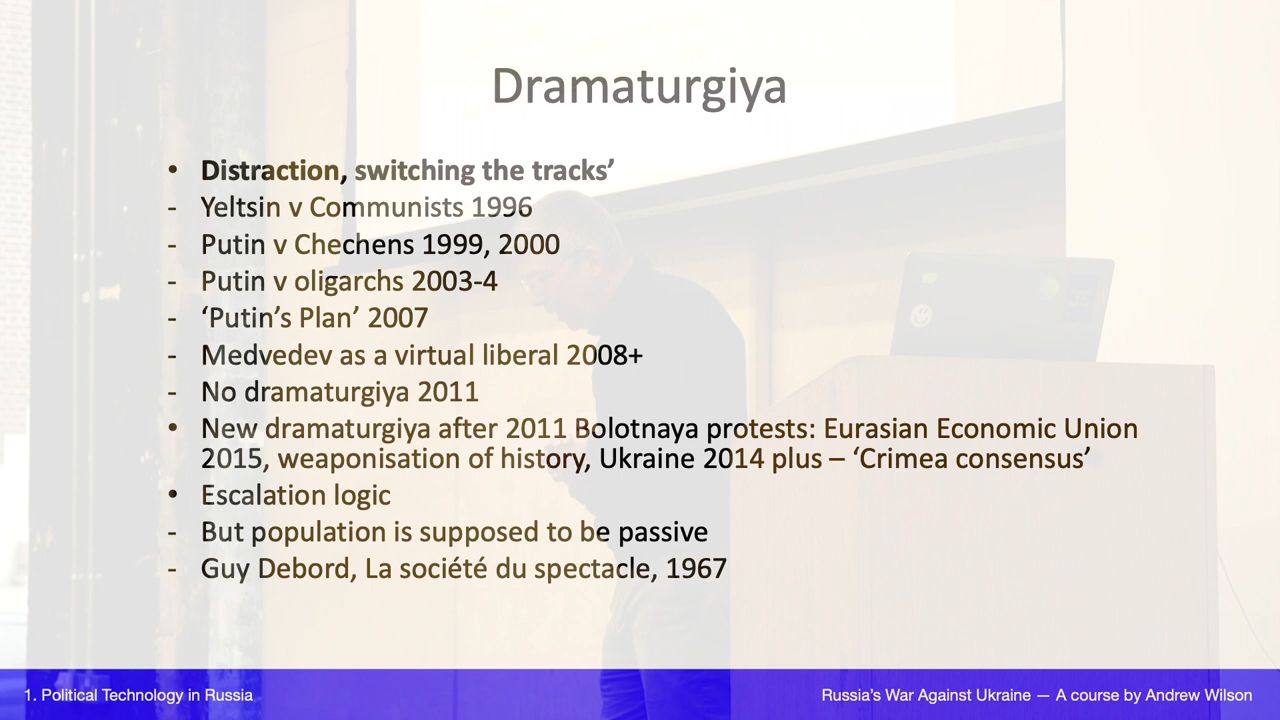 Dramaturgiya
• Distraction, switching the tracks’
- Yeltsin v Communists 1996
- Putin v Chechens 1999, 2000
- Putin v oligarchs 2003-4
- ‘Putin’s Plan’ 2007
- Medvedev as a virtual liberal 2008+
- No dramaturgiya 2011
• New dramaturgiya after 2011 Bolotnaya protests: Eurasian Economic Union
2015, weaponisation of history, Ukraine 2014 plus – ‘Crimea consensus’
• Escalation logic
- But population is supposed to be passive
- Guy Debord, La société du spectacle, 1967
1. Political Technology in Russia
Russia’s War Against Ukraine — A course by Andrew Wilson